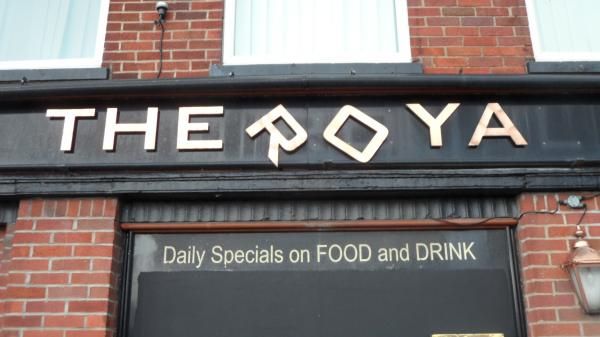 THE ROYA
Daily Specials on FOOD and DRINK